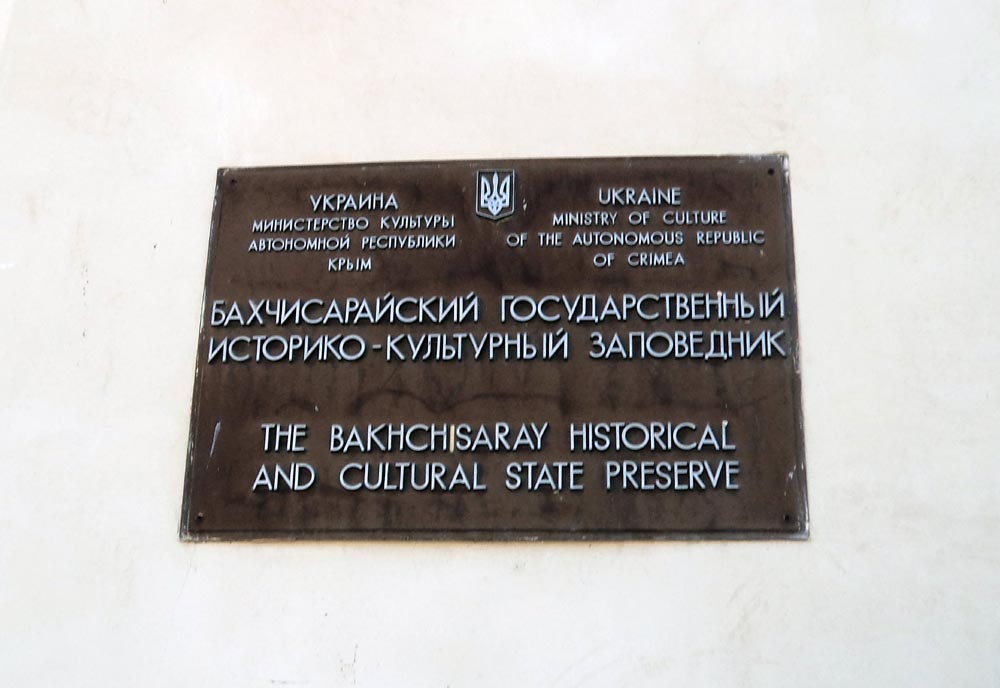 УКРАИНА
МИНИСТЕРСТВО КУЛЬТУРЫ
АВТОНОМНОЙ РЕСПУБЛИКИ
КРЫМ
UKRAINE
MINISTRY OF CULTURE
OF THE AUTONOMOUS REPUBLIC
OF CRIMEA
БАХЧИСАРАЙСКИЙ ГОСУДАРСТВЕННЫЙ
ИСТОРИКО-КУЛЬТУРНЫЙ ЗАПОВЕДНИК
THE BAKHCHISARAY HISTORICAL
AND CULTURAL STATE PRESERVE